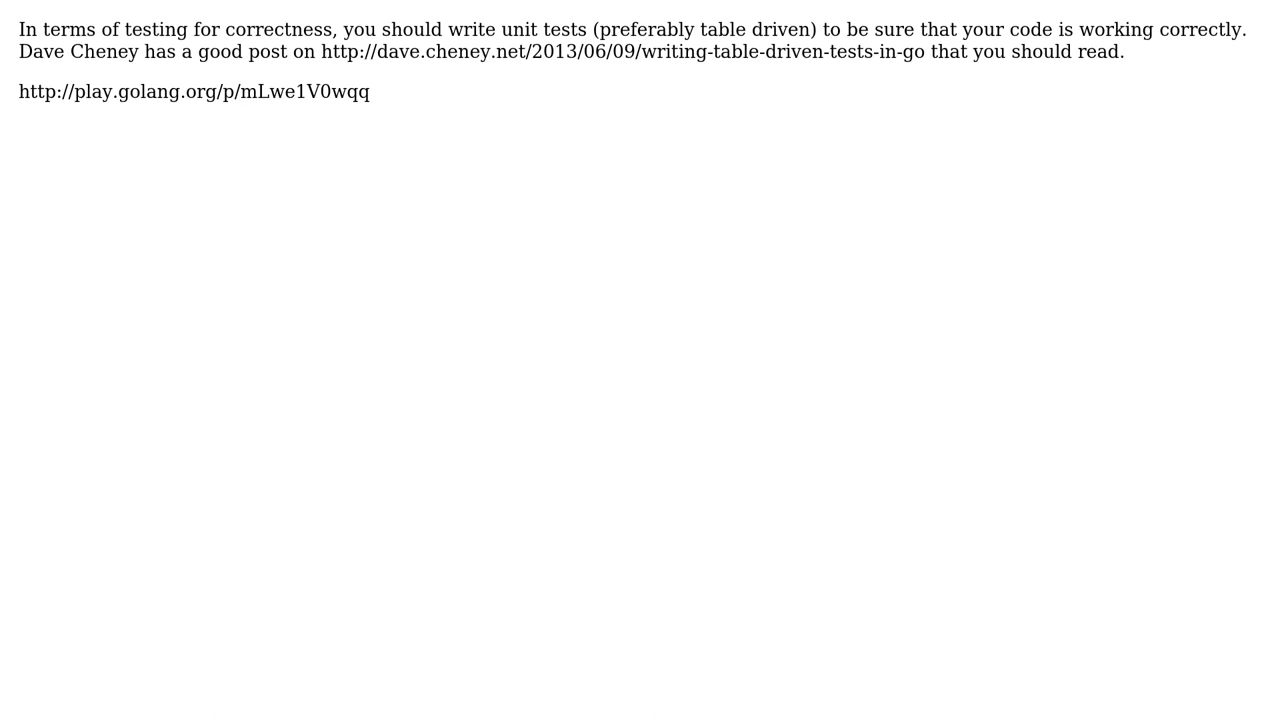 In terms of testing for correctness, you should write unit tests (preferably table driven) to be sure that your code is working correctly.
Dave Cheney has a good post on http://dave.cheney.net/2013/06/09/writing-table-driven-tests-in-go that you should read.
http://play.golang.org/p/mLwe1V0wqq